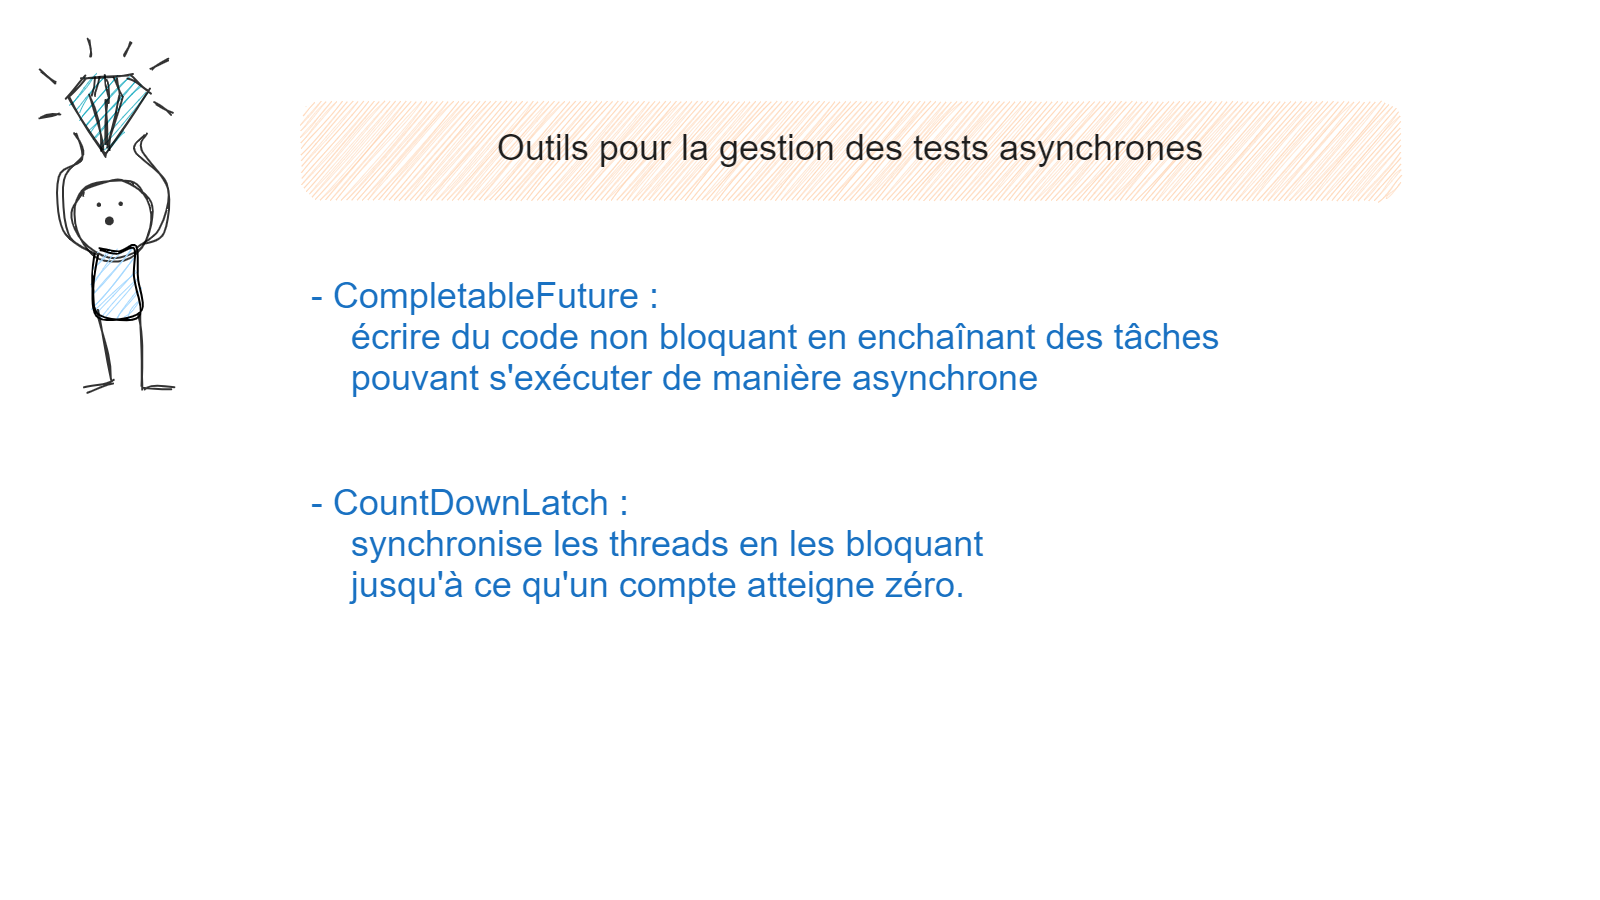 Outils pour la gestion des tests asynchrones
- CompletableFuture :
écrire du code non bloquant en enchaînant des tâches
pouvant s'exécuter de manière asynchrone
- CountDownLatch :
synchronise les threads en les bloquant
jusqu'à ce qu'un compte atteigne zéro.